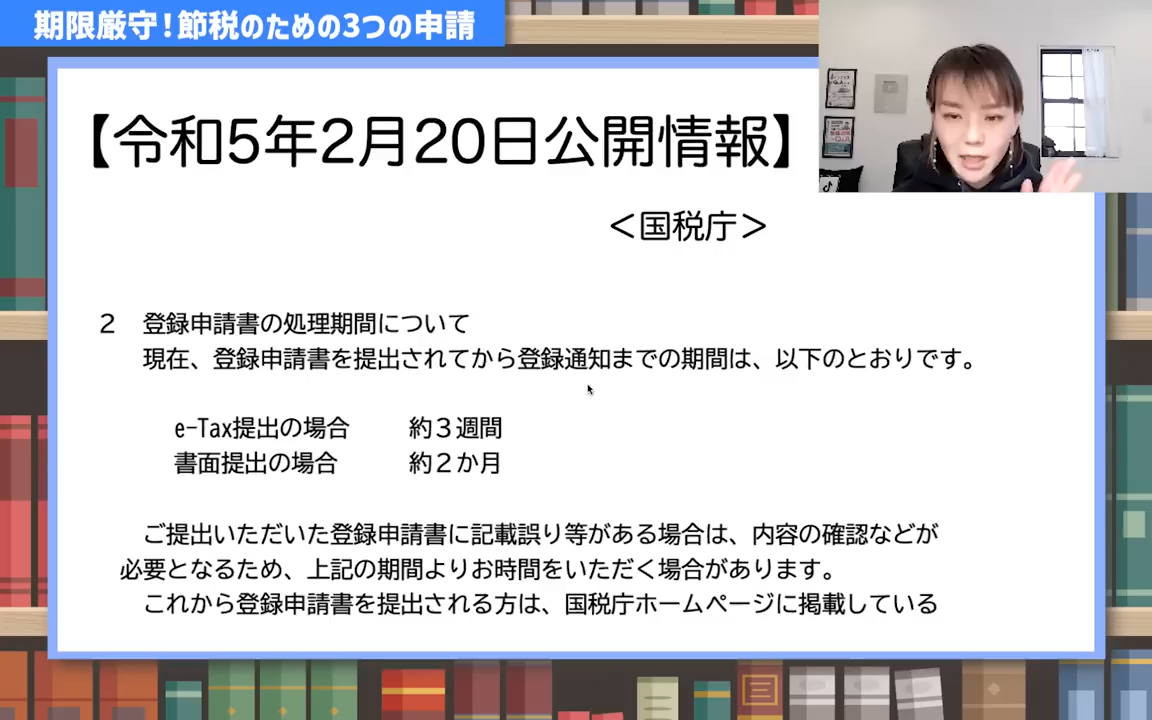 期限厳守！節税のための3つの申請
【令和5年2月20日公開情報】
＜国税庁＞
２　登録申請書の処理期間について
現在、登録申請書を提出されてから登録通知までの期間は、以下のとおりです。
e-Tax提出の場合　　約３週間
書面提出の場合　　約２か月
ご提出いただいた登録申請書に記載誤り等がある場合は、内容の確認などが
必要となるため、上記の期間よりお時間をいただく場合があります。
これから登録申請書を提出される方は、国税庁ホームページに掲載している